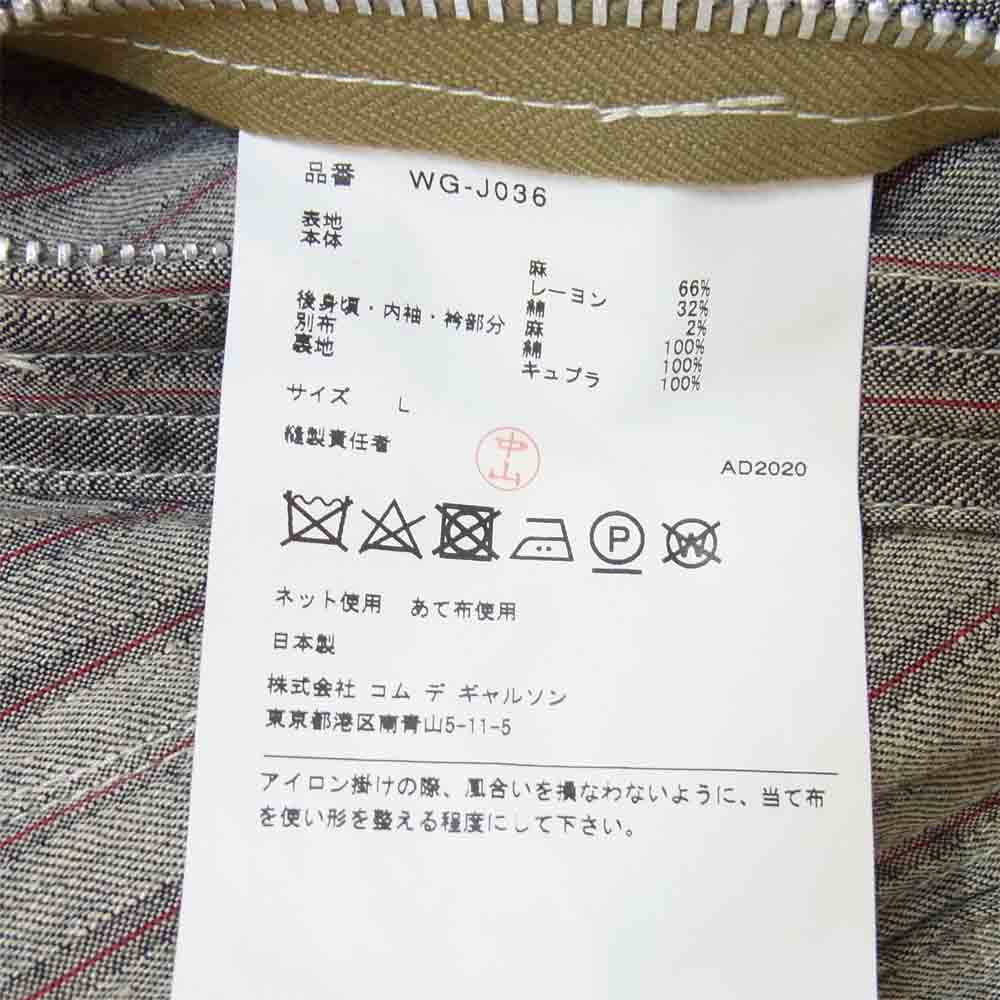 品番 WG-J036
表地
本体
麻 66%
レーヨン 32%
綿 2%
後身頃・内袖・衿部分 麻 100%
別布 綿 100%
裏地 キュプラ 100%
サイズ L
縫製責任者 中山 AD2020
P W
ネット使用 あて布使用
日本製
株式会社 コム デ ギャルソン
東京都港区南青山5-11-5
アイロン掛けの際、風合いを損なわないように、当て布
を使い形を整える程度にして下さい。